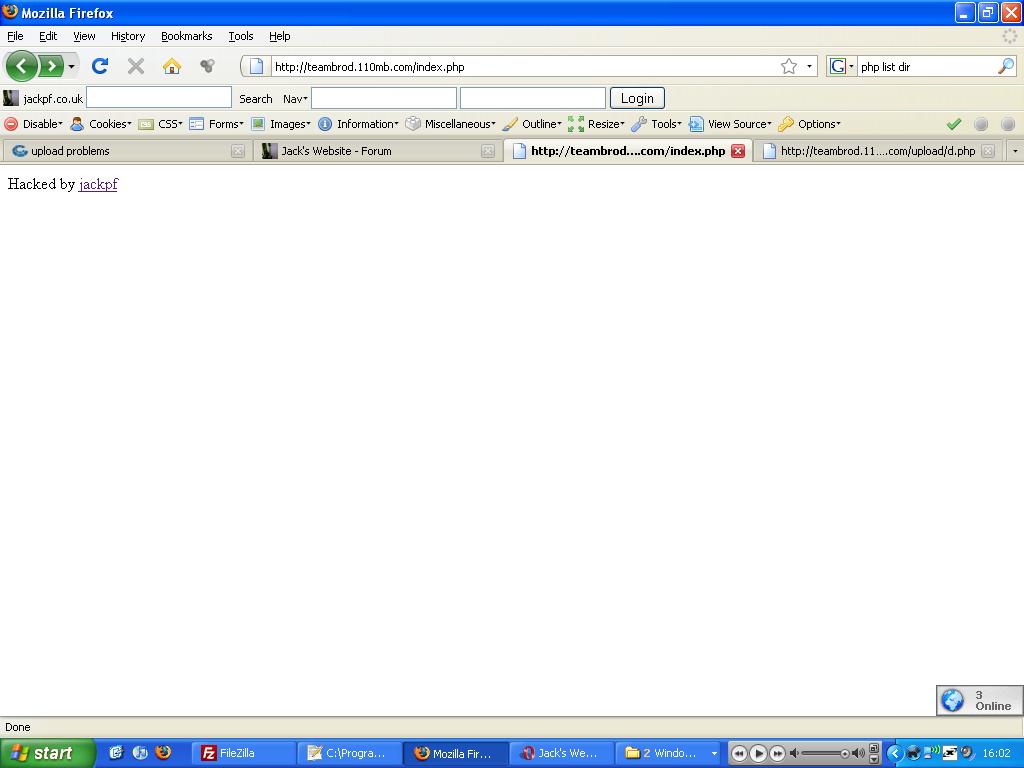 Mozilla Firefox
File Edit View History Bookmarks Tools Help
http://teambrod.110mb.com/index.php G php list dir
jackpf.co.uk Search Nav Login
Disable Cookies CSS Forms Images Information Miscellaneous Outline Resize Tools View Source Options
upload problems Jack's Website - Forum http://teambrod....com/index.php http://teambrod.11....com/upload/d.php
Hacked by jackpf
3
Online
Done
start FileZilla C:\Progra... Mozilla Fir... Jack's We... 2 Windo... 16:02